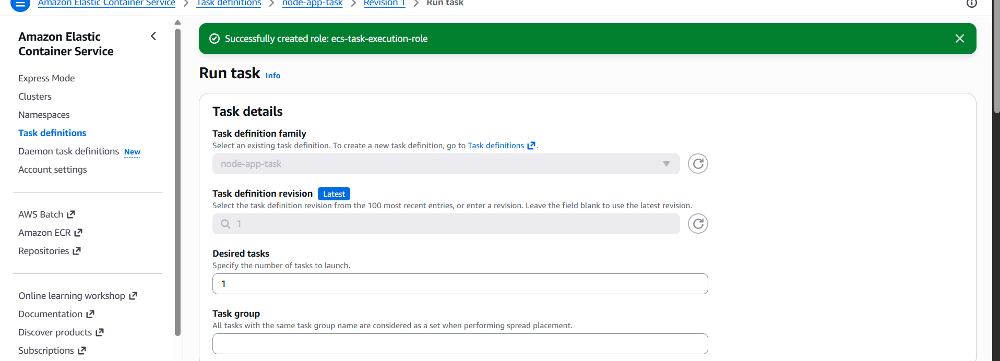 Amazon Elastic Container Service > Task definitions > node-app-task > Revision 1 > Run task
Amazon Elastic
Container Service
Express Mode
Clusters
Namespaces
Task definitions
Daemon task definitions New
Account settings
AWS Batch
Amazon ECR
Repositories
Online learning workshop
Documentation
Discover products
Subscriptions
Successfully created role: ecs-task-execution-role
Run task Info
Task details
Task definition family
Select an existing task definition. To create a new task definition, go to Task definitions .
node-app-task
Task definition revision Latest
Select the task definition revision from the 100 most recent entries, or enter a revision. Leave the field blank to use the latest revision.
1
Desired tasks
Specify the number of tasks to launch.
1
Task group
All tasks with the same task group name are considered as a set when performing spread placement.